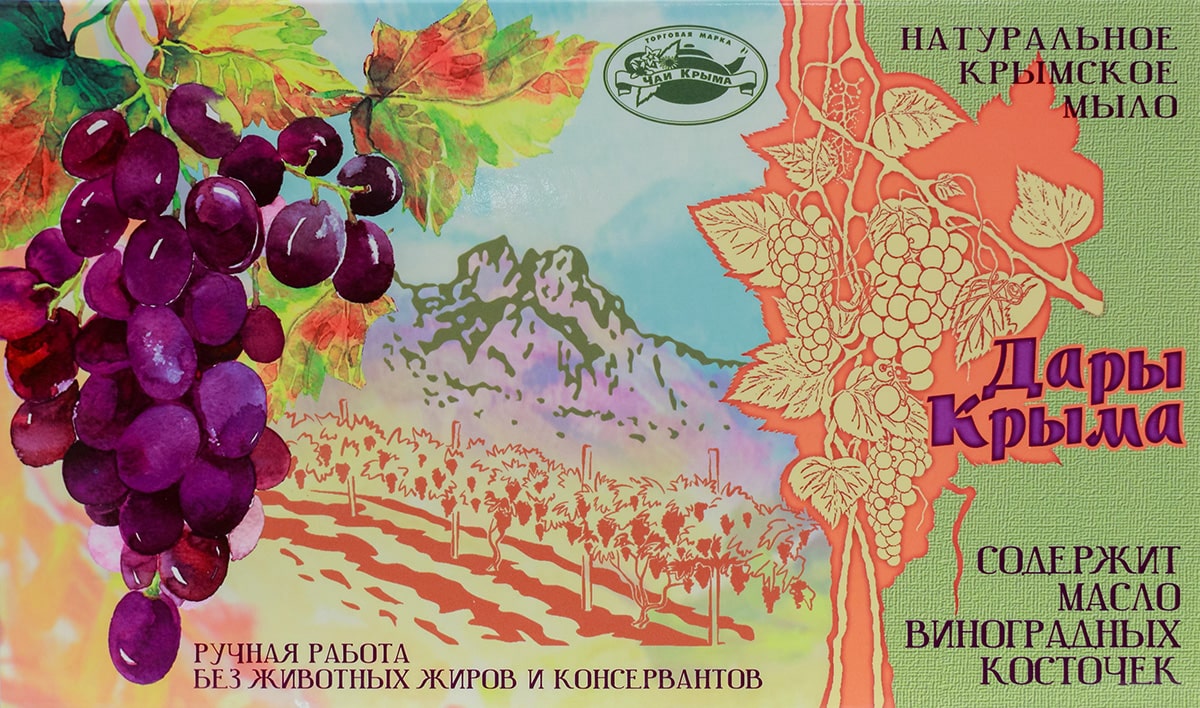 ТОРГОВАЯ МАРКА
ЧАИ КРЫМА
НАТУРАЛЬНОЕ
КРЫМСКОЕ
МЫЛО
Дары
Крыма
СОДЕРЖИТ
МАСЛО
ВИНОГРАДНЫХ
КОСТОЧЕК
РУЧНАЯ РАБОТА
БЕЗ ЖИВОТНЫХ ЖИРОВ И КОНСЕРВАНТОВ